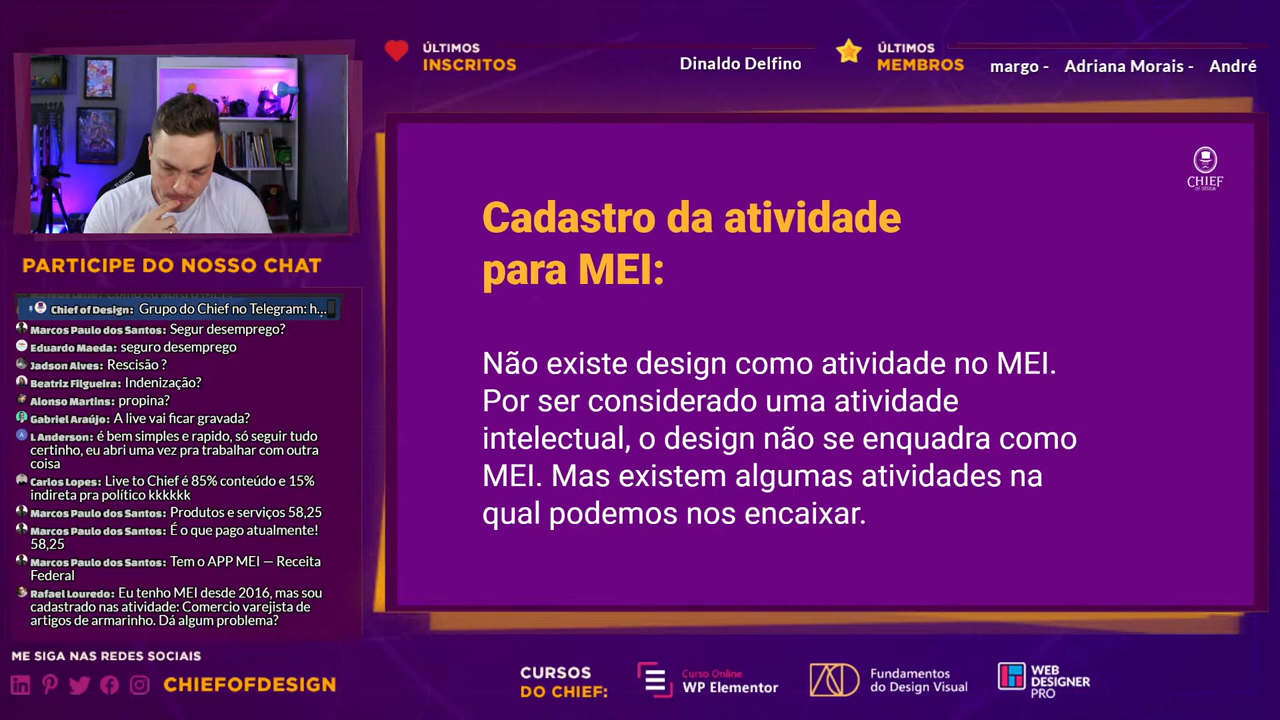 ÚLTIMOS
INSCRITOS
Dinaldo Delfino
ÚLTIMOS
MEMBROS
margo - Adriana Morais - André
CHIEF
OF DESIGN
Cadastro da atividade
para MEI:
Não existe design como atividade no MEI.
Por ser considerado uma atividade
intelectual, o design não se enquadra como
MEI. Mas existem algumas atividades na
qual podemos nos encaixar.
PARTICIPE DO NOSSO CHAT
Chief of Design: Grupo do Chief no Telegram: h...
Marcos Paulo dos Santos: Segur desemprego?
Eduardo Maeda: seguro desemprego
Jadson Alves: Rescisão ?
Beatriz Filgueira: Indenização?
Alonso Martins: propina?
Gabriel Araújo: A live vai ficar gravada?
L Anderson: é bem simples e rapido, só seguir tudo
certinho, eu abri uma vez pra trabalhar com outra
coisa
Carlos Lopes: Live to Chief é 85% conteúdo e 15%
indireta pra político kkkkkk
Marcos Paulo dos Santos: Produtos e serviços 58,25
Marcos Paulo dos Santos: É o que pago atualmente!
58,25
Marcos Paulo dos Santos: Tem o APP MEI — Receita
Federal
Rafael Louredo: Eu tenho MEI desde 2016, mas sou
cadastrado nas atividade: Comercio varejista de
artigos de armarinho. Dá algum problema?
ME SIGA NAS REDES SOCIAIS
CHIEFOFDESIGN
CURSOS
DO CHIEF:
Curso Online
WP Elementor
Fundamentos
do Design Visual
WEB
DESIGNER
PRO